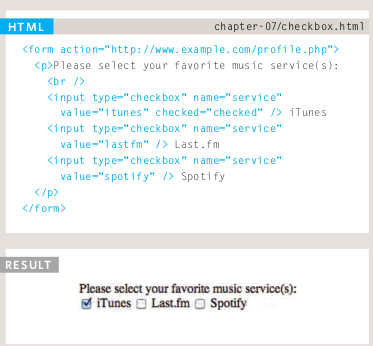 HTML
chapter-07/checkbox.html
<form action="http://www.example.com/profile.php">
<p>Please select your favorite music service(s):
<br />
<input type="checkbox" name="service"
value="itunes" checked="checked" /> iTunes
<input type="checkbox" name="service"
value="lastfm" /> Last.fm
<input type="checkbox" name="service"
value="spotify" /> Spotify
</p>
</form>
RESULT
Please select your favorite music service(s):
iTunes Last.fm Spotify